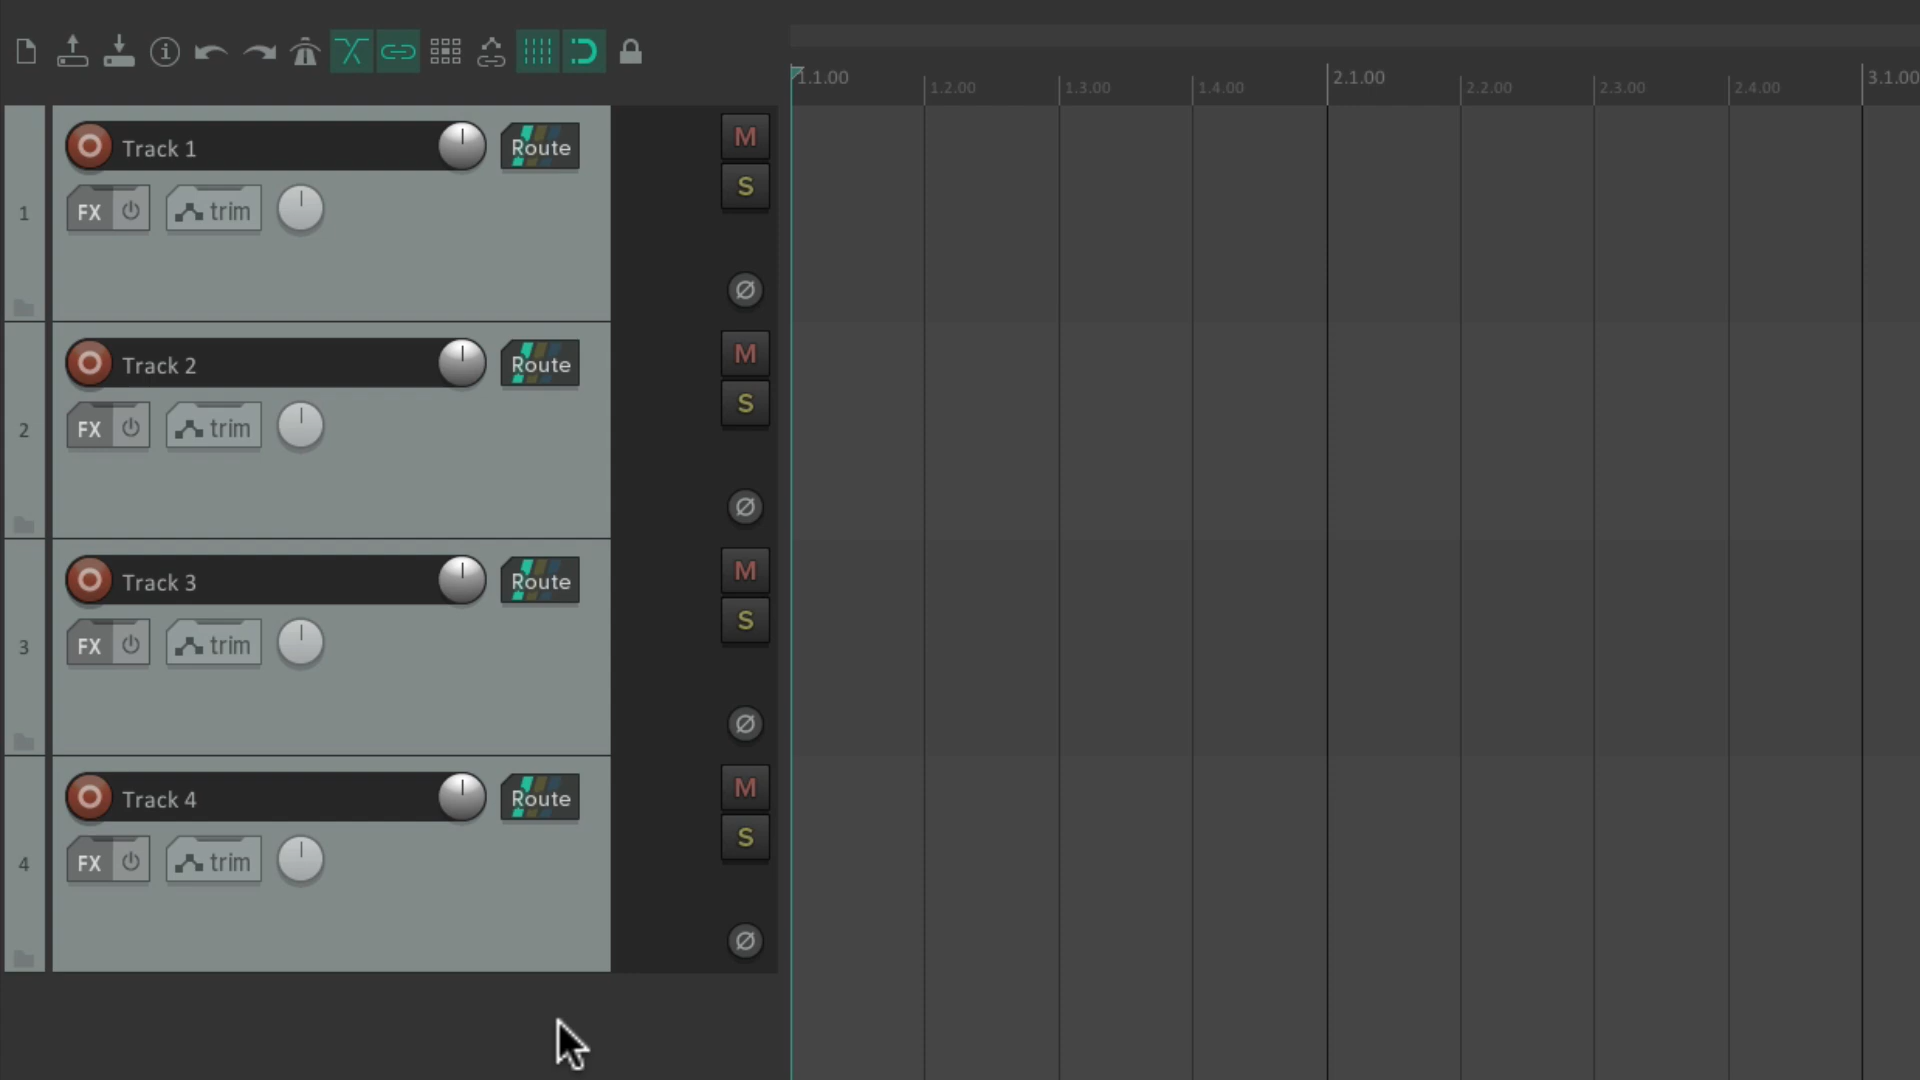 1.1.00
1.2.00
1.3.00
1.4.00
2.1.00
2.2.00
2.3.00
2.4.00
3.1.00
1
Track 1
Route
M
S
FX
trim
2
Track 2
Route
M
S
FX
trim
3
Track 3
Route
M
S
FX
trim
4
Track 4
Route
M
S
FX
trim